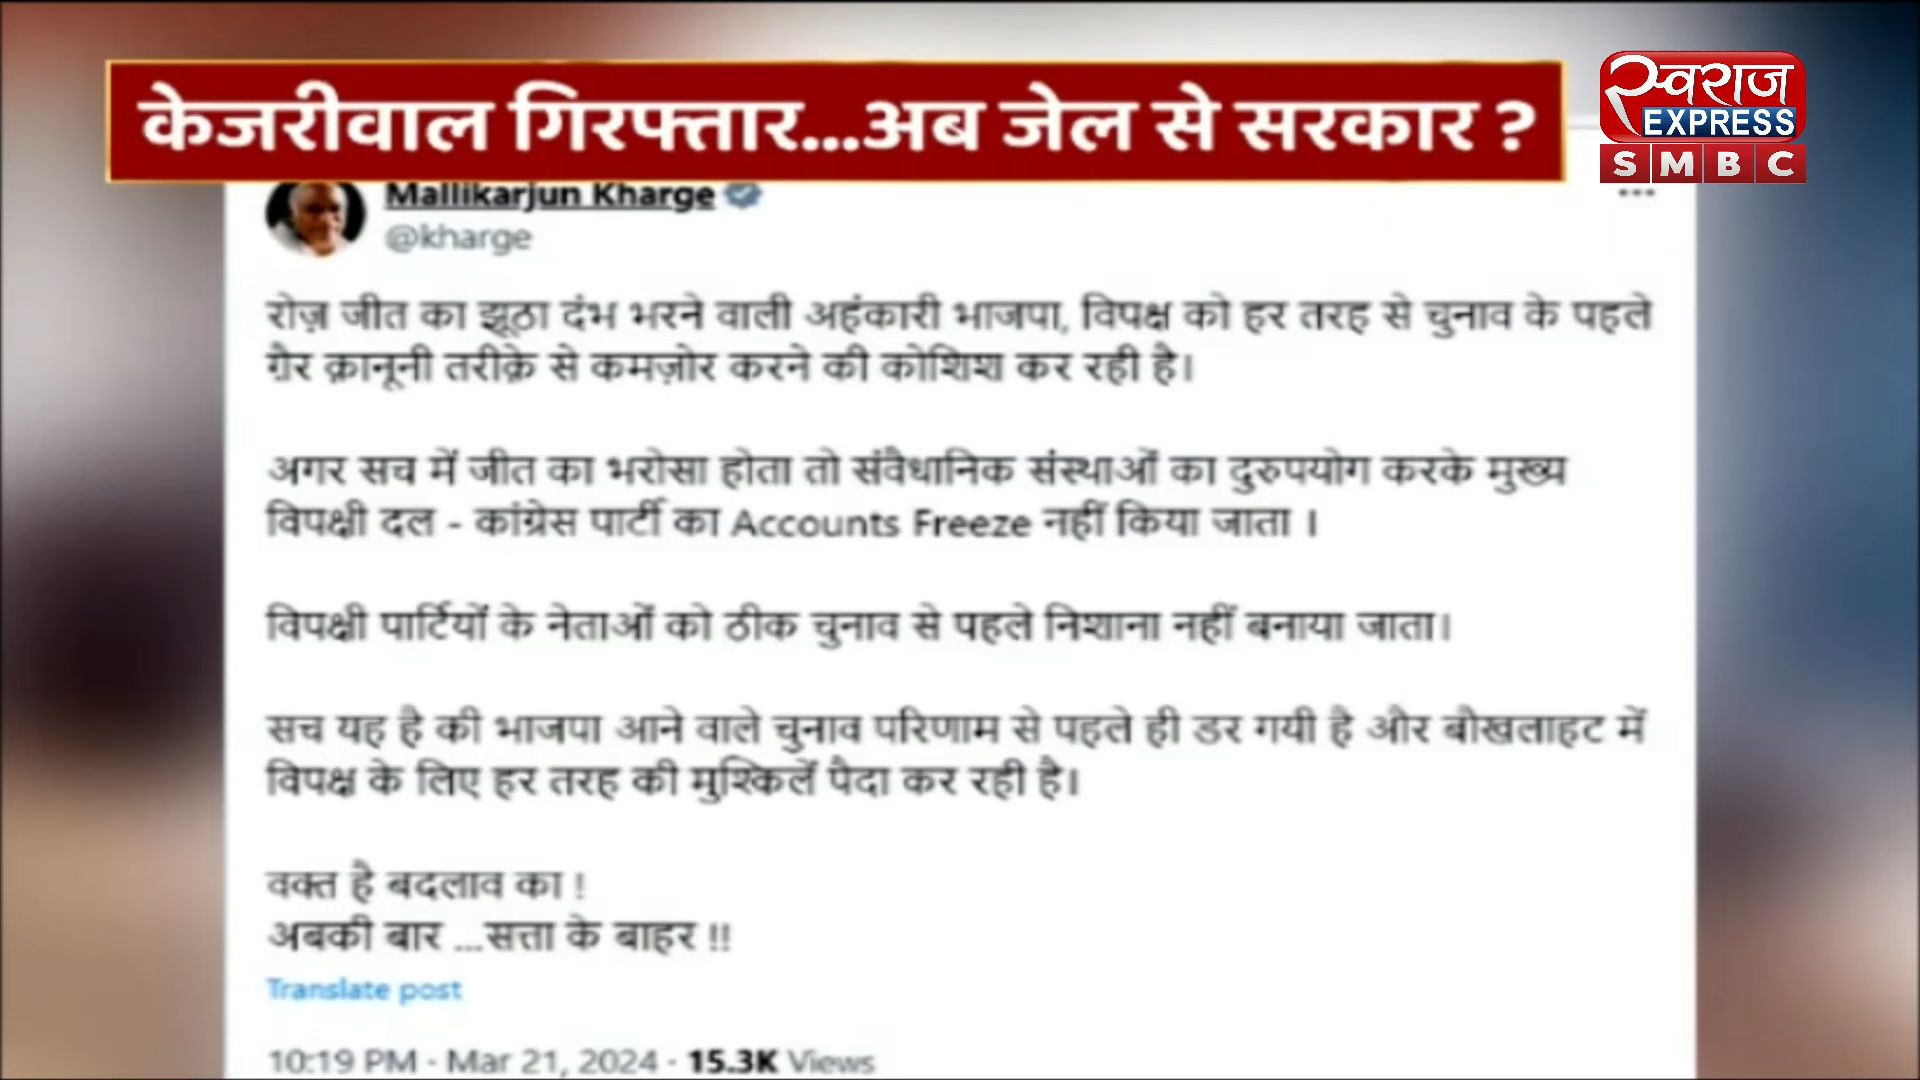 केजरीवाल गिरफ्तार...अब जेल से सरकार ?
स्वराज
EXPRESS
SMBC
Mallikarjun Kharge
@kharge
रोज़ जीत का झूठा दंभ भरने वाली अहंकारी भाजपा, विपक्ष को हर तरह से चुनाव के पहले
ग़ैर क़ानूनी तरीक़े से कमज़ोर करने की कोशिश कर रही है।
अगर सच में जीत का भरोसा होता तो संवैधानिक संस्थाओं का दुरुपयोग करके मुख्य
विपक्षी दल - कांग्रेस पार्टी का Accounts Freeze नहीं किया जाता ।
विपक्षी पार्टियों के नेताओं को ठीक चुनाव से पहले निशाना नहीं बनाया जाता।
सच यह है की भाजपा आने वाले चुनाव परिणाम से पहले ही डर गयी है और बौखलाहट में
विपक्ष के लिए हर तरह की मुश्किलें पैदा कर रही है।
वक्त है बदलाव का !
अबकी बार ...सत्ता के बाहर !!
Translate post
10:19 PM · Mar 21, 2024 · 15.3K Views